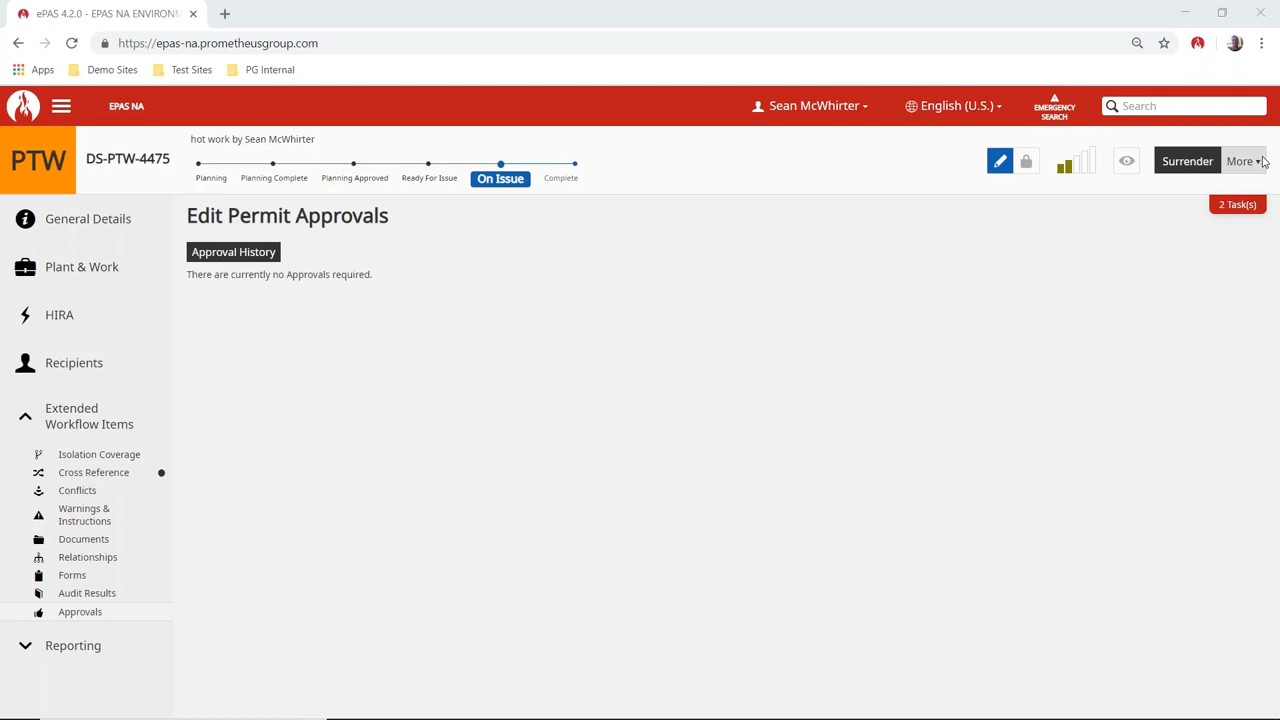 ePAS 4.2.0 - EPAS NA ENVIRONM
https://epas-na.prometheusgroup.com
Apps Demo Sites Test Sites PG Internal
EPAS NA Sean McWhirter English (U.S.) EMERGENCY SEARCH Search
PTW DS-PTW-4475
hot work by Sean McWhirter
Planning Planning Complete Planning Approved Ready For Issue On Issue Complete
Surrender More
2 Task(s)
General Details
Plant & Work
HIRA
Recipients
Extended
Workflow Items
Isolation Coverage
Cross Reference
Conflicts
Warnings &
Instructions
Documents
Relationships
Forms
Audit Results
Approvals
Reporting
Edit Permit Approvals
Approval History
There are currently no Approvals required.